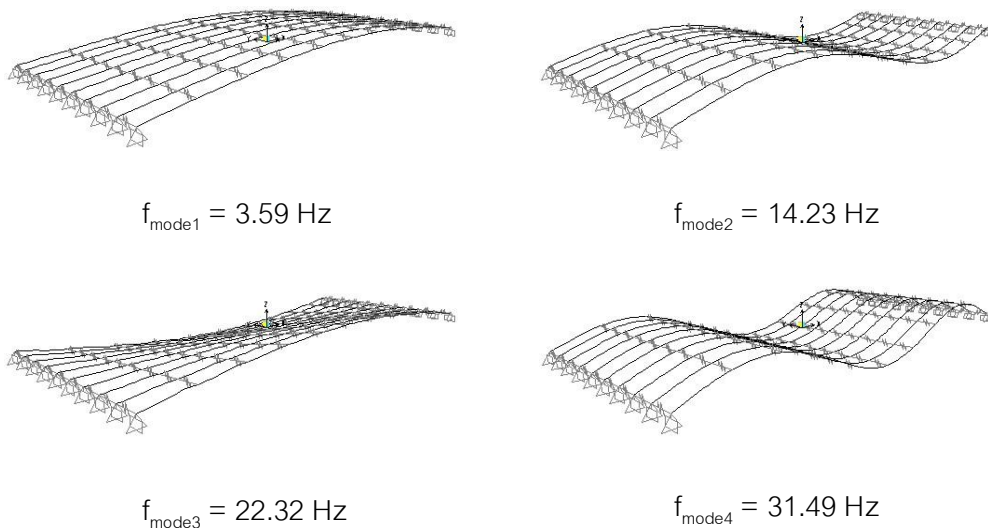 Z
Z
X
f_mode1 = 3.59 Hz
f_mode2 = 14.23 Hz
Z
Z
X
f_mode3 = 22.32 Hz
f_mode4 = 31.49 Hz